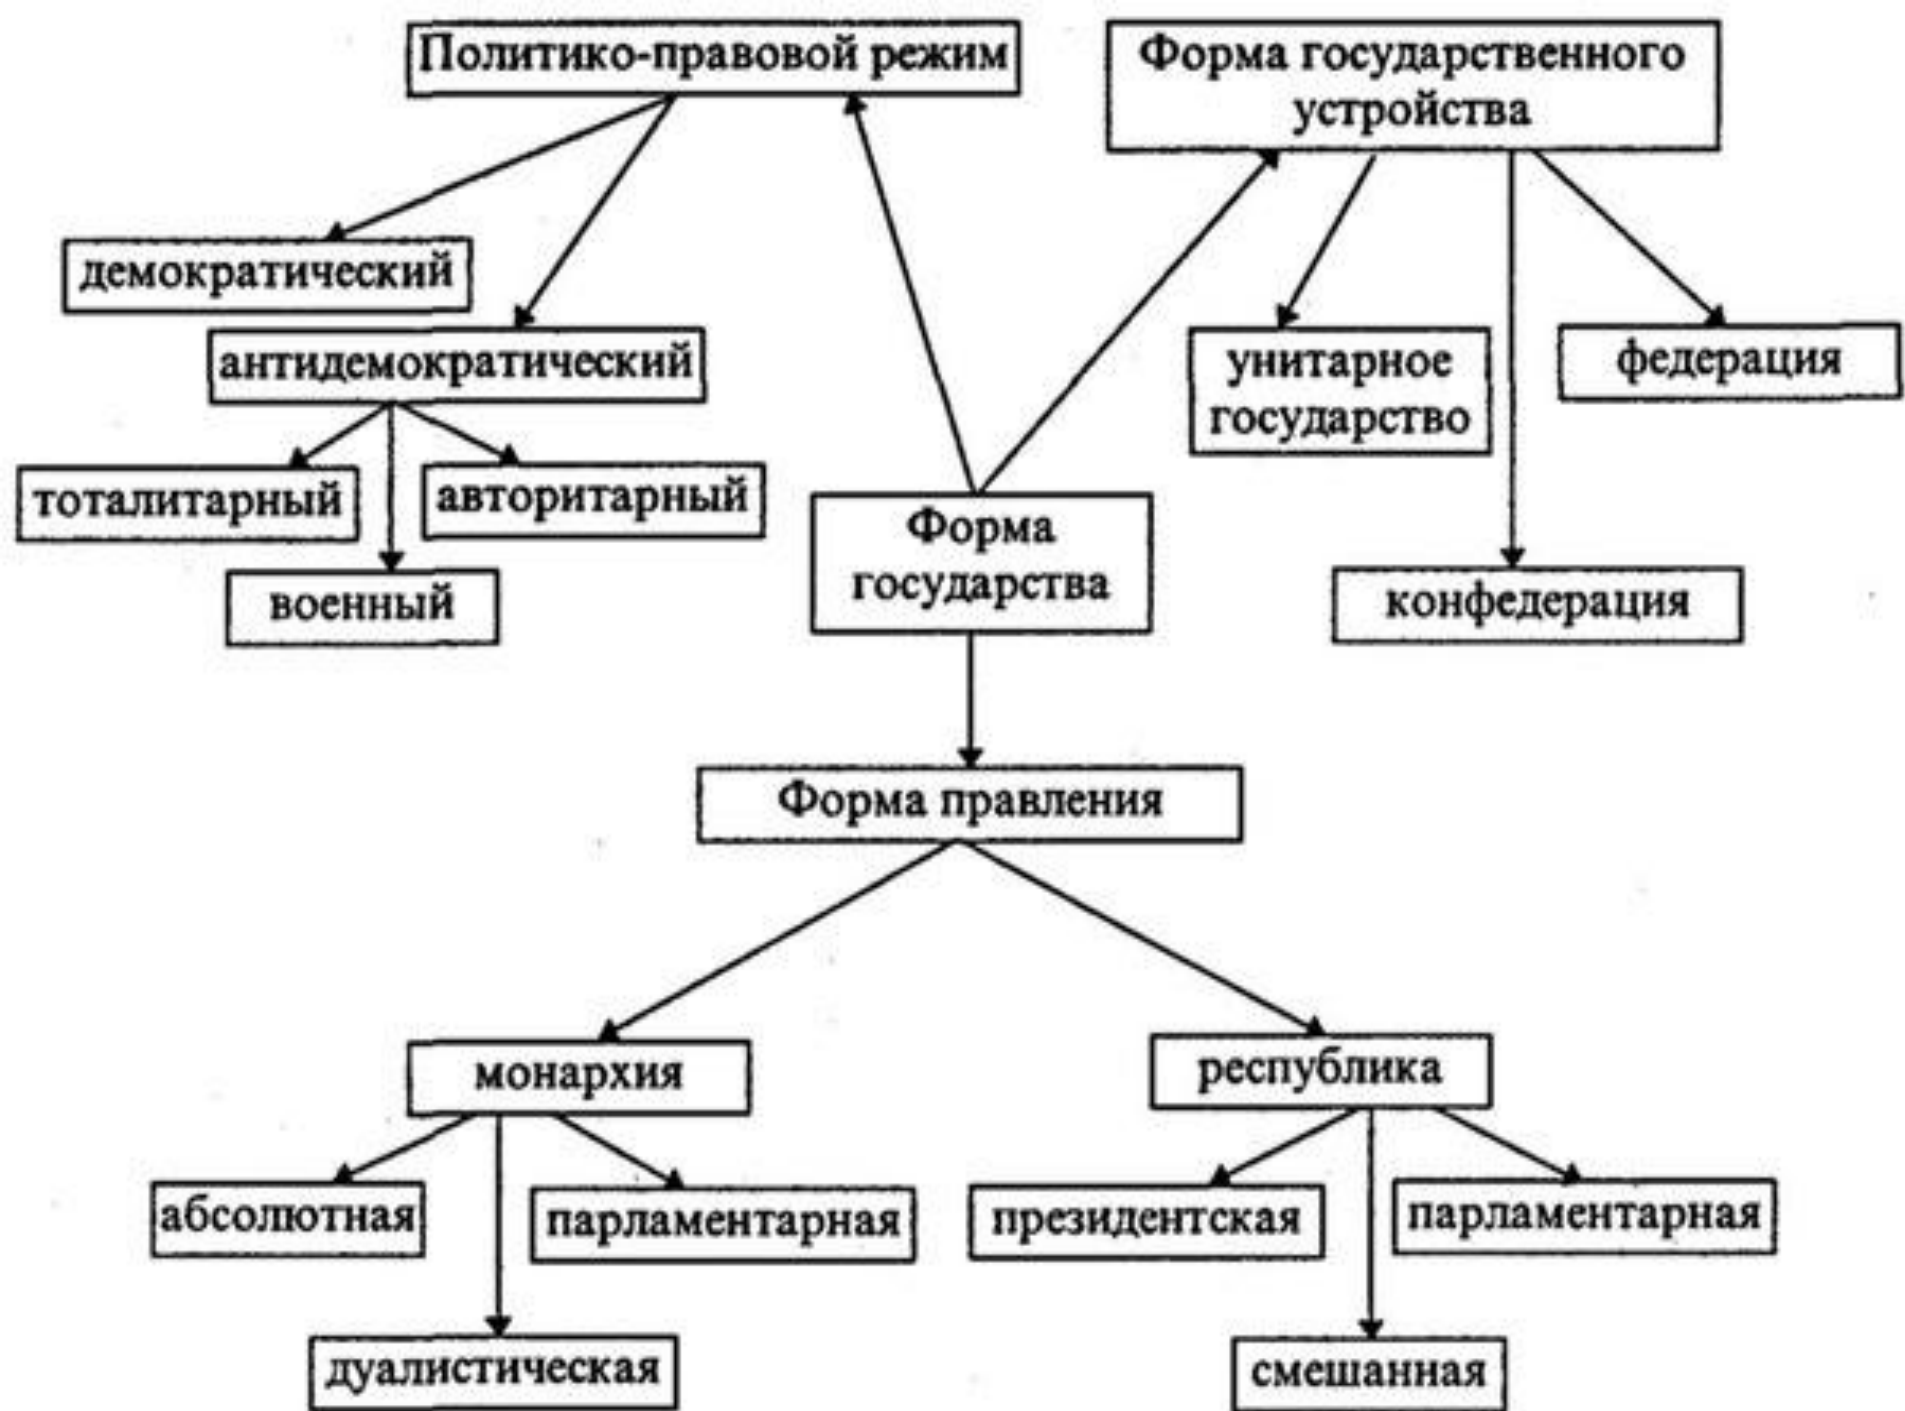 Политико-правовой режим
Форма государственного
устройства
демократический
антидемократический
унитарное
государство
федерация
тоталитарный
авторитарный
Форма
государства
военный
конфедерация
Форма правления
монархия
республика
абсолютная
парламентарная
президентская
парламентарная
дуалистическая
смешанная